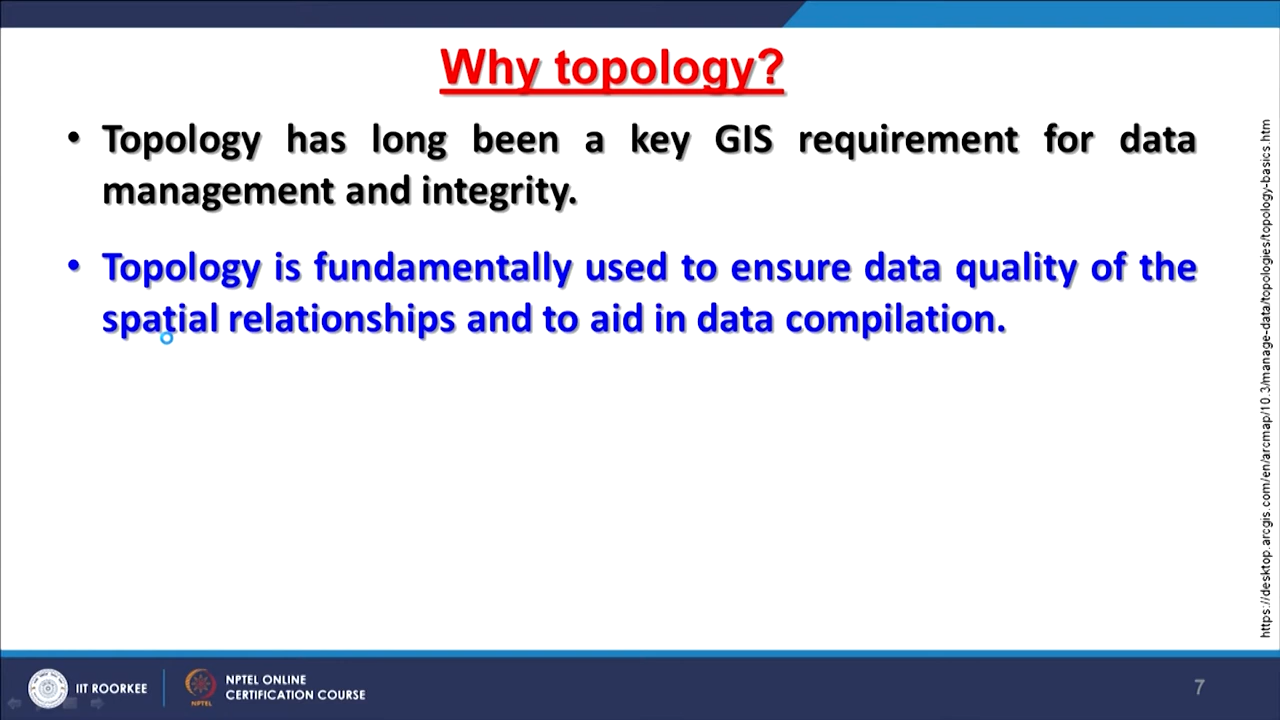 Why topology?
• Topology has long been a key GIS requirement for data
management and integrity.
• Topology is fundamentally used to ensure data quality of the
spatial relationships and to aid in data compilation.
https://desktop.arcgis.com/en/arcmap/10.3/manage-data/topologies/topology-basics.htm
IIT ROORKEE
NPTEL
NPTEL ONLINE
CERTIFICATION COURSE
7